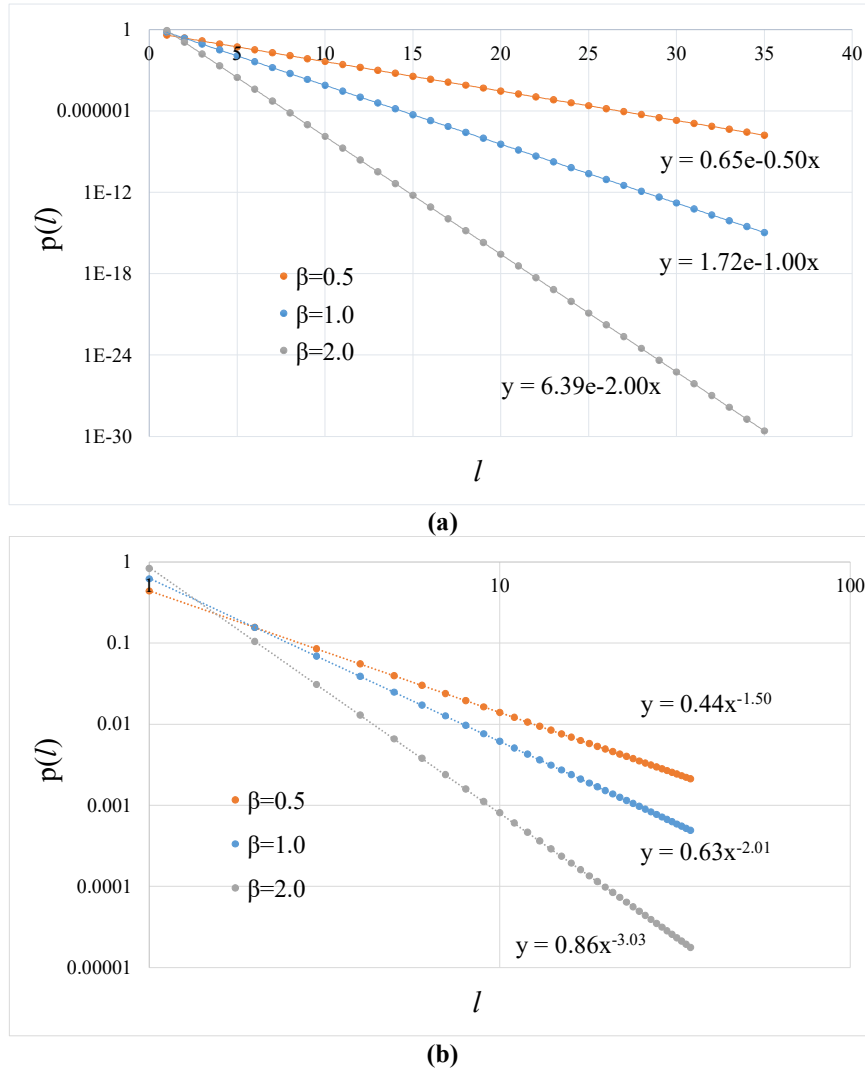 1
0 5 10 15 20 25 30 35 40
0.000001
y = 0.65e-0.50x
1E-12
p(l)
y = 1.72e-1.00x
1E-18
β=0.5
β=1.0
β=2.0
1E-24
y = 6.39e-2.00x
1E-30
l
(a)
1
1 10 100
0.1
y = 0.44x-1.50
0.01
p(l)
0.001
β=0.5
β=1.0
y = 0.63x-2.01
0.0001
β=2.0
y = 0.86x-3.03
0.00001
l
(b)